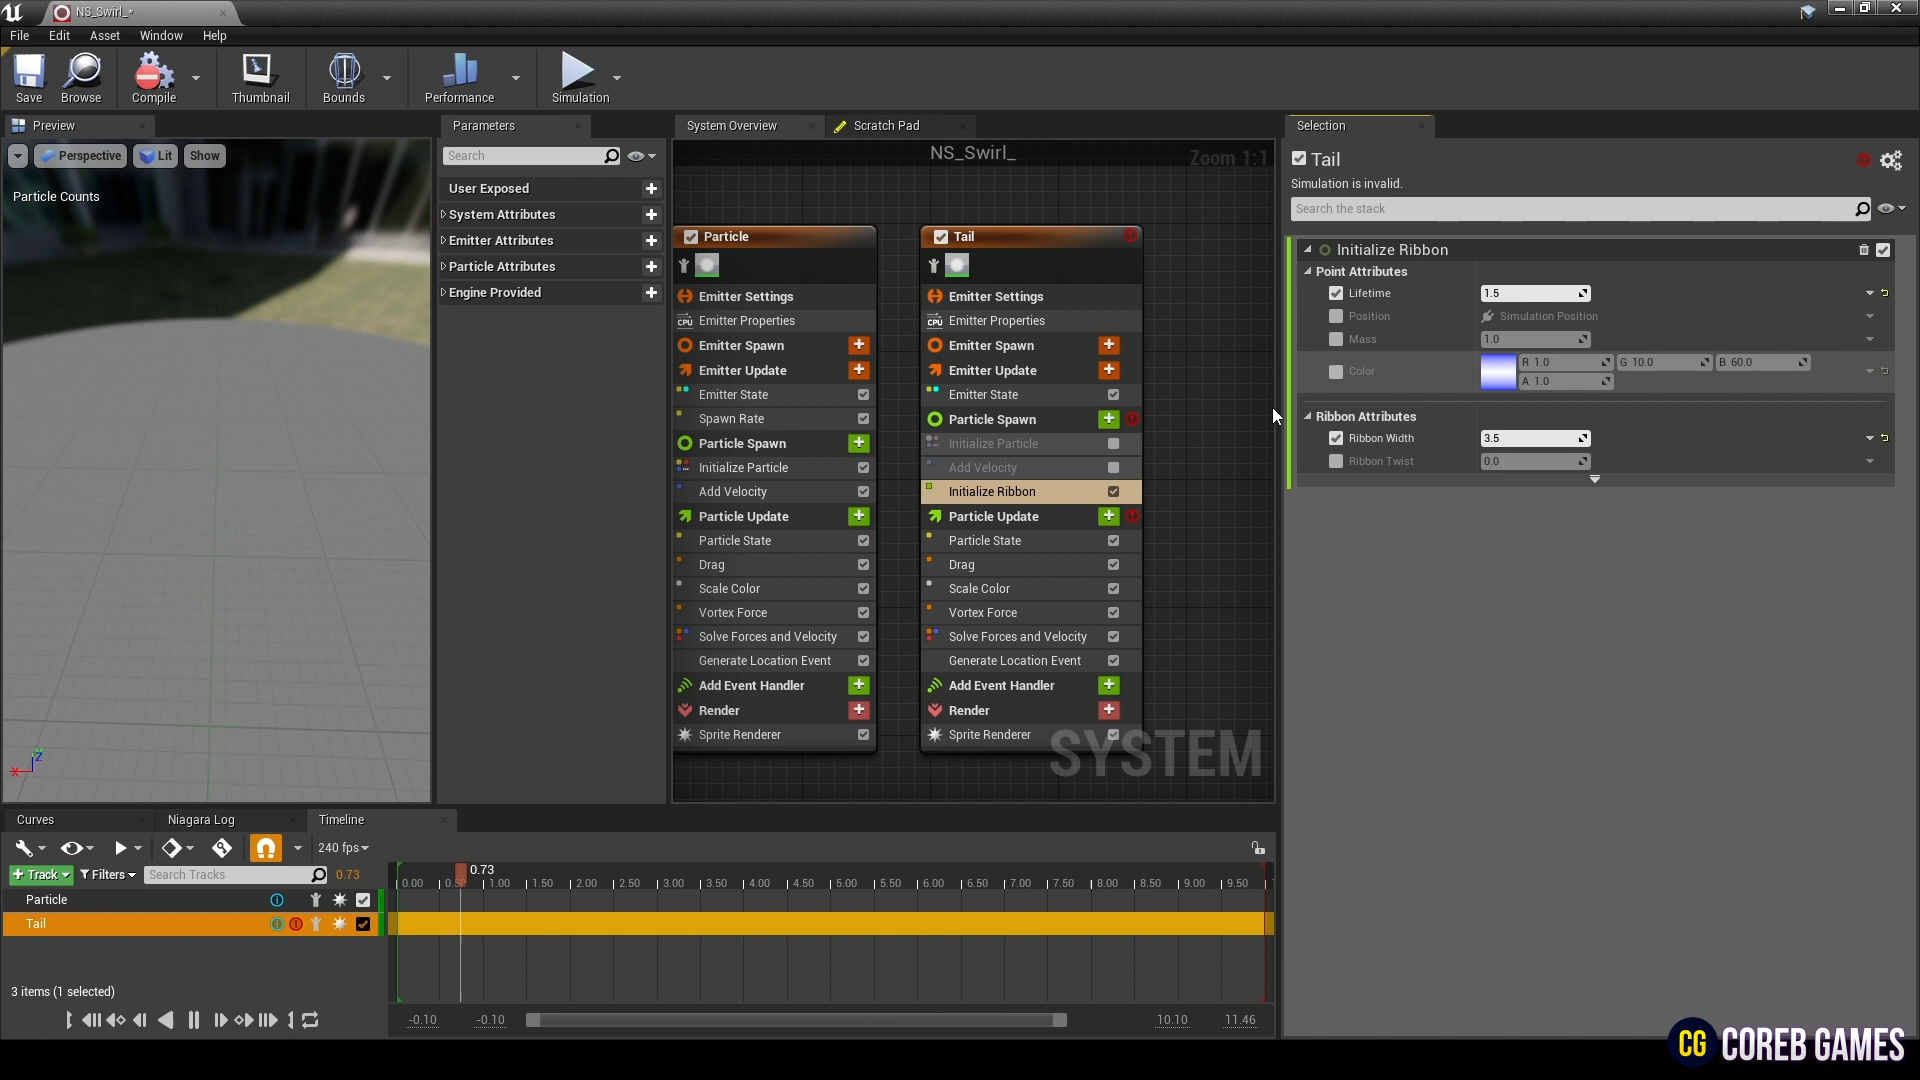 NS_Swirl_*
File Edit Asset Window Help
Save Browse Compile Thumbnail Bounds Performance Simulation
Preview
Perspective Lit Show
Particle Counts
X Z
Parameters
Search
User Exposed
System Attributes
Emitter Attributes
Particle Attributes
Engine Provided
System Overview
Scratch Pad
NS_Swirl_
Zoom 1:1
Particle
Emitter Settings
CPU Emitter Properties
Emitter Spawn
Emitter Update
Emitter State
Spawn Rate
Particle Spawn
Initialize Particle
Add Velocity
Particle Update
Particle State
Drag
Scale Color
Vortex Force
Solve Forces and Velocity
Generate Location Event
Add Event Handler
Render
Sprite Renderer
Tail
Emitter Settings
CPU Emitter Properties
Emitter Spawn
Emitter Update
Emitter State
Particle Spawn
Initialize Particle
Add Velocity
Initialize Ribbon
Particle Update
Particle State
Drag
Scale Color
Vortex Force
Solve Forces and Velocity
Generate Location Event
Add Event Handler
Render
Sprite Renderer
SYSTEM
Selection
Tail
Simulation is invalid.
Search the stack
Initialize Ribbon
Point Attributes
Lifetime 1.5
Position Simulation Position
Mass 1.0
Color R 1.0 G 10.0 B 60.0
A 1.0
Ribbon Attributes
Ribbon Width 3.5
Ribbon Twist 0.0
Curves Niagara Log Timeline
240 fps
Track Filters Search Tracks 0.73
0.73
0.00 1.00 1.50 2.00 2.50 3.00 3.50 4.00 4.50 5.00 5.50 6.00 6.50 7.00 7.50 8.00 8.50 9.00 9.50
Particle
Tail
3 items (1 selected)
-0.10 -0.10 10.10 11.46
CG COREB GAMES